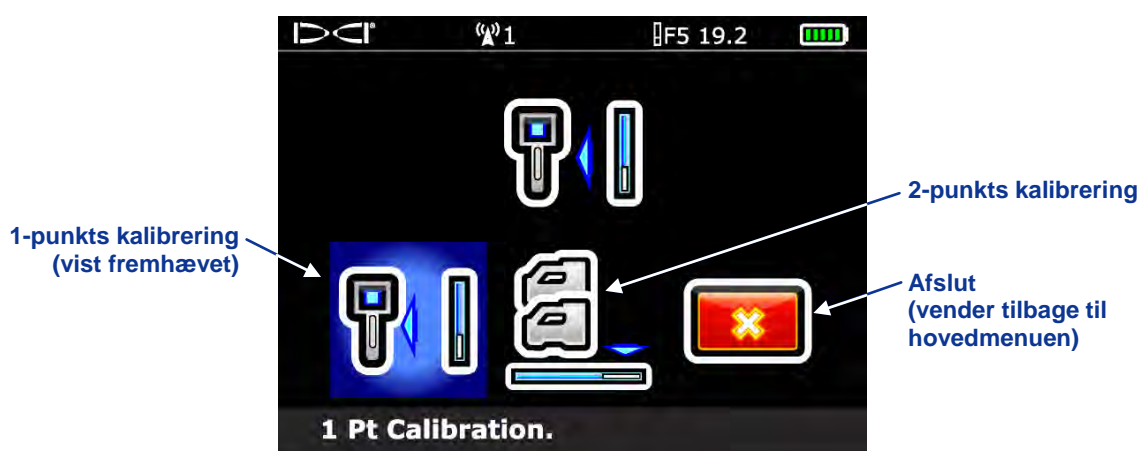 DCI
1
F5 19.2
2-punkts kalibrering
1-punkts kalibrering
(vist fremhævet)
Afslut
(vender tilbage til
hovedmenuen)
1 Pt Calibration.